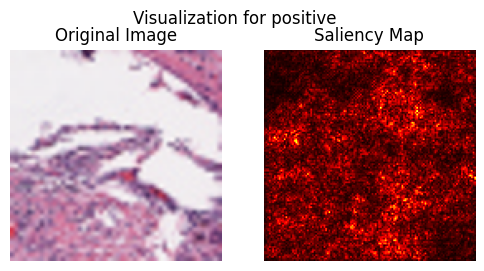 Visualization for positive
Original Image
Saliency Map